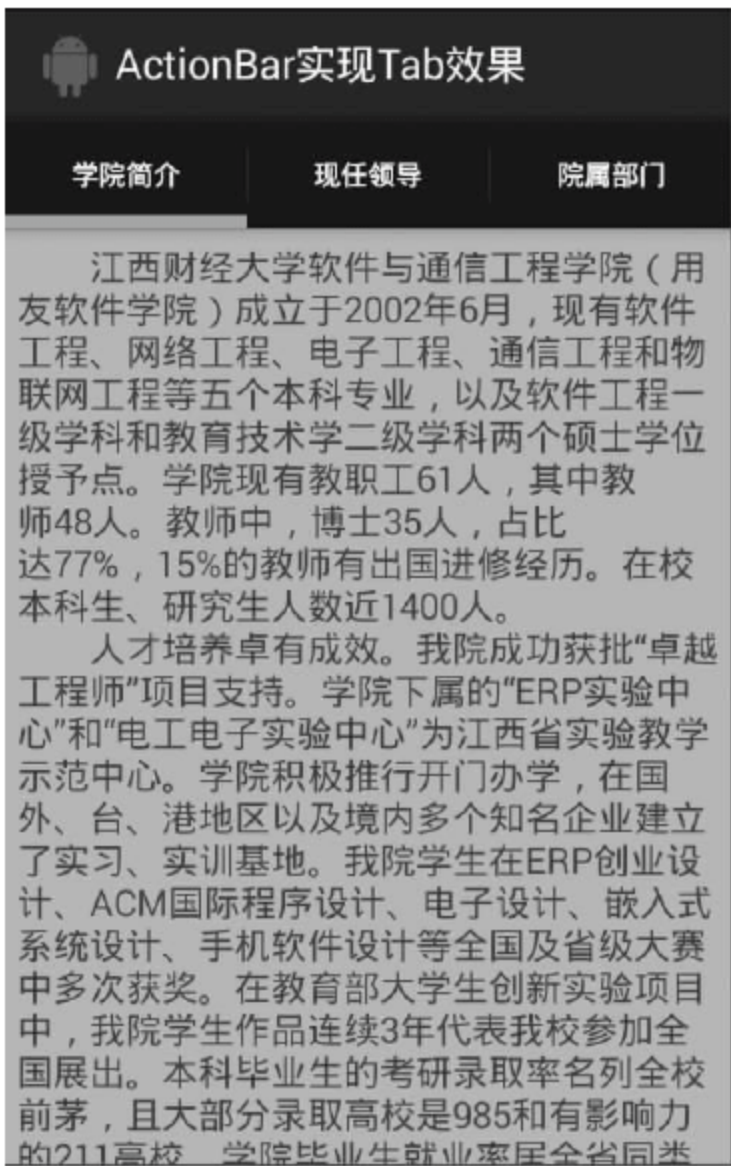 ActionBar实现Tab效果
学院简介 现任领导 院属部门
江西财经大学软件与通信工程学院（用
友软件学院）成立于2002年6月，现有软件
工程、网络工程、电子工程、通信工程和物
联网工程等五个本科专业，以及软件工程一
级学科和教育技术学二级学科两个硕士学位
授予点。学院现有教职工61人，其中教
师48人。教师中，博士35人，占比
达77%，15%的教师有出国进修经历。在校
本科生、研究生人数近1400人。
人才培养卓有成效。我院成功获批“卓越
工程师”项目支持。学院下属的“ERP实验中
心”和“电工电子实验中心”为江西省实验教学
示范中心。学院积极推行开门办学，在国
外、台、港地区以及境内多个知名企业建立
了实习、实训基地。我院学生在ERP创业设
计、ACM国际程序设计、电子设计、嵌入式
系统设计、手机软件设计等全国及省级大赛
中多次获奖。在教育部大学生创新实验项目
中，我院学生作品连续3年代表我校参加全
国展出。本科毕业生的考研录取率名列全校
前茅，且大部分录取高校是985和有影响力
的211高校。学院毕业生就业率居全省同类